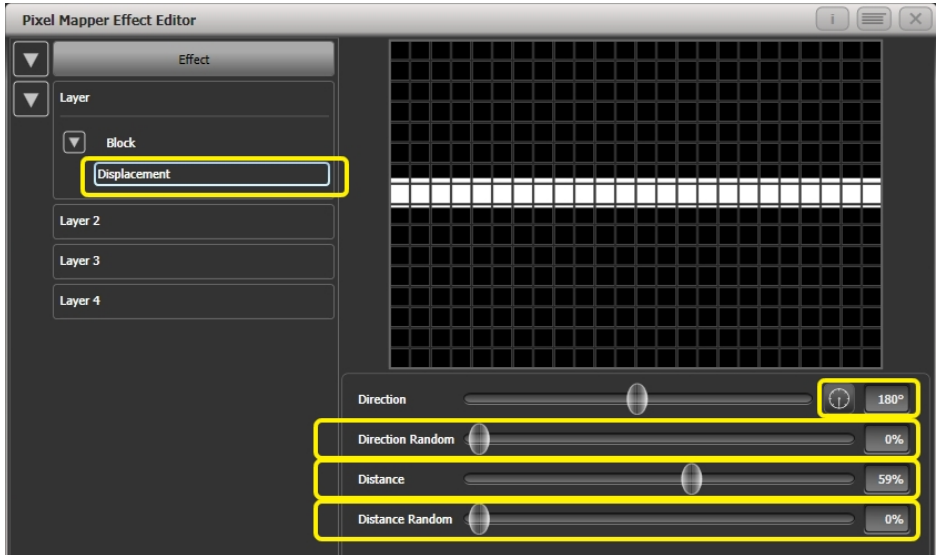 Pixel Mapper Effect Editor
i
Effect
Layer
Block
Displacement
Layer 2
Layer 3
Layer 4
Direction 180°
Direction Random 0%
Distance 59%
Distance Random 0%